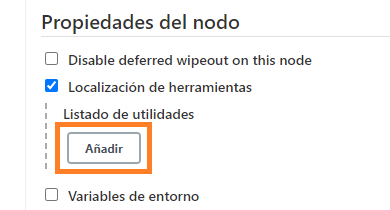 Propiedades del nodo
Disable deferred wipeout on this node
Localización de herramientas
Listado de utilidades
Añadir
Variables de entorno